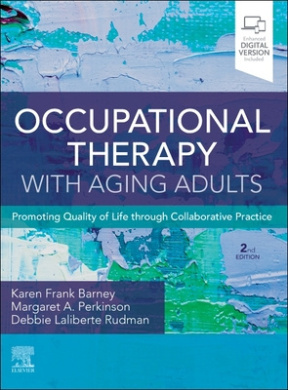 Enhanced
DIGITAL
VERSION
Included
OCCUPATIONAL
THERAPY
WITH AGING ADULTS
Promoting Quality of Life through Collaborative Practice
2nd
EDITION
Karen Frank Barney
Margaret A. Perkinson
Debbie Laliberte Rudman
ELSEVIER